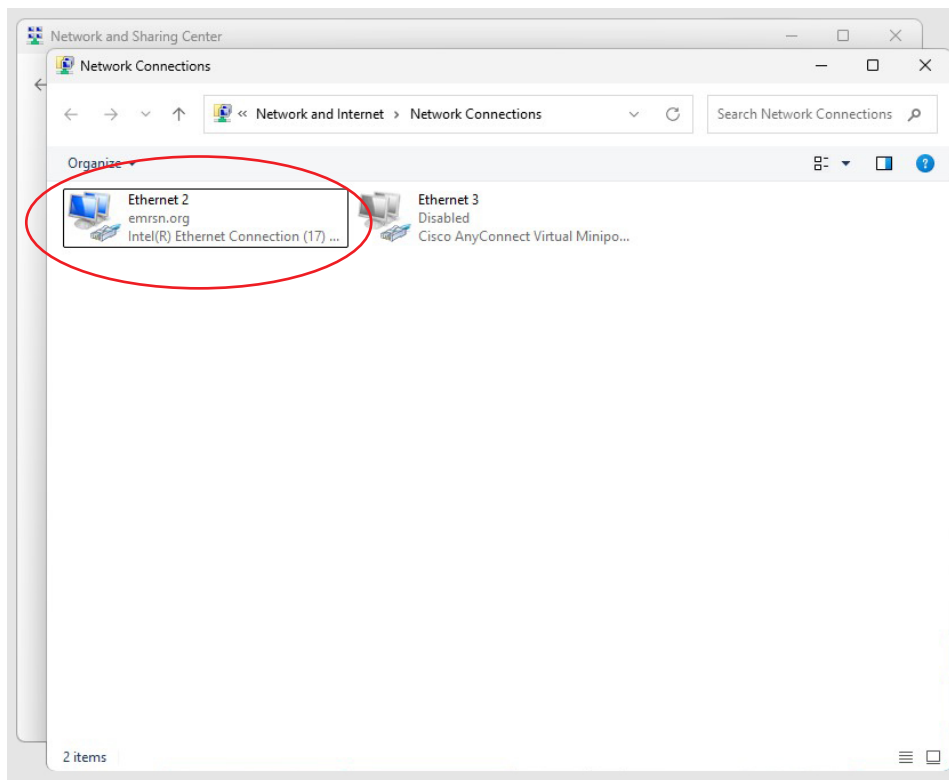 Network and Sharing Center
Network Connections
« Network and Internet > Network Connections
Search Network Connections
Organize
Ethernet 2
emrsn.org
Intel(R) Ethernet Connection (17) ...
Ethernet 3
Disabled
Cisco AnyConnect Virtual Minipo...
2 items